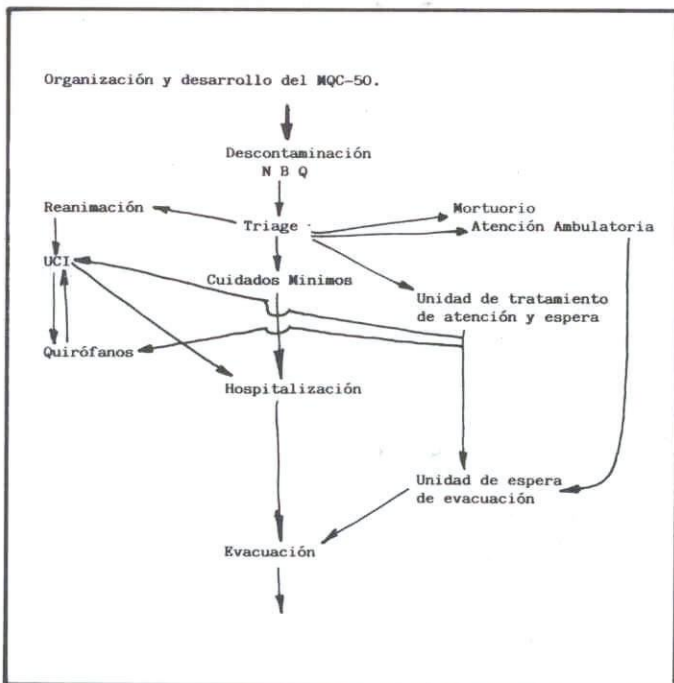 Organización y desarrollo del MQC-50.
Descontaminación
N B Q
Reanimación
Triage
Mortuorio
Atención Ambulatoria
UCI
Cuidados Minimos
Unidad de tratamiento
de atención y espera
Quirófanos
Hospitalización
Unidad de espera
de evacuación
Evacuación